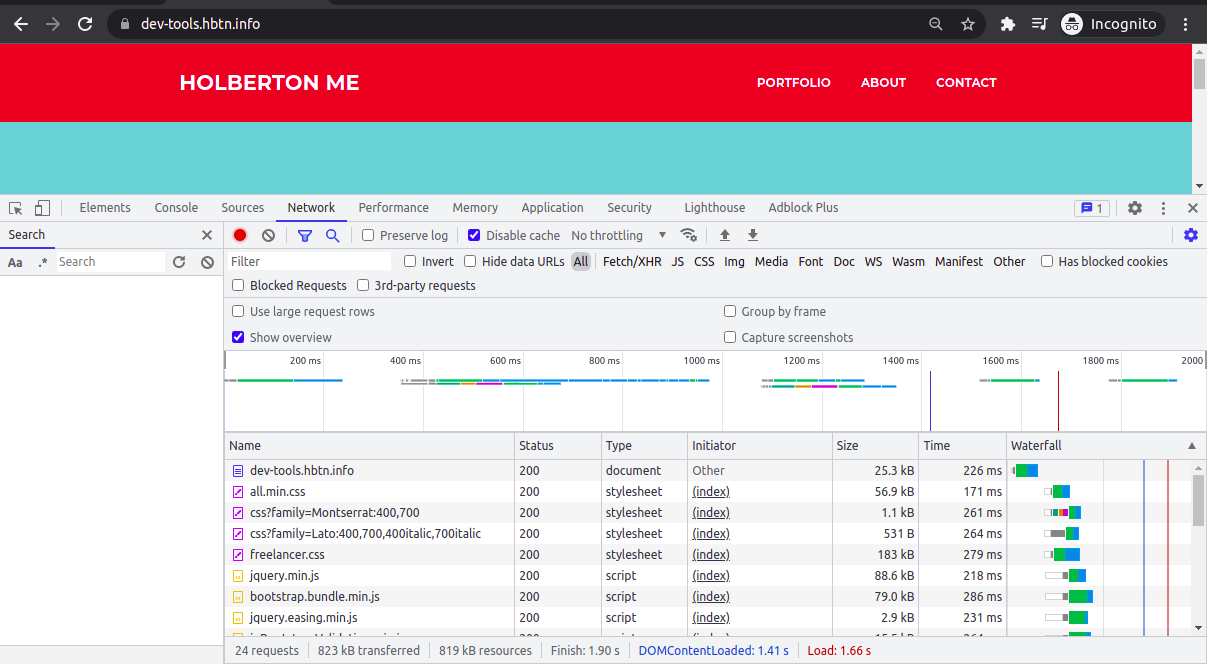 dev-tools.hbtn.info Incognito
HOLBERTON ME PORTFOLIO ABOUT CONTACT
Elements Console Sources Network Performance Memory Application Security Lighthouse Adblock Plus 1
Search Preserve log Disable cache No throttling
Aa .* Search Filter Invert Hide data URLs All Fetch/XHR JS CSS Img Media Font Doc WS Wasm Manifest Other Has blocked cookies
Blocked Requests 3rd-party requests
Use large request rows Group by frame
Show overview Capture screenshots
200 ms 400 ms 600 ms 800 ms 1000 ms 1200 ms 1400 ms 1600 ms 1800 ms 2000
Name Status Type Initiator Size Time Waterfall
dev-tools.hbtn.info 200 document Other 25.3 kB 226 ms
all.min.css 200 stylesheet (index) 56.9 kB 171 ms
css?family=Montserrat:400,700 200 stylesheet (index) 1.1 kB 261 ms
css?family=Lato:400,700,400italic,700italic 200 stylesheet (index) 531 B 264 ms
freelancer.css 200 stylesheet (index) 183 kB 279 ms
jquery.min.js 200 script (index) 88.6 kB 218 ms
bootstrap.bundle.min.js 200 script (index) 79.0 kB 286 ms
jquery.easing.min.js 200 script (index) 2.9 kB 231 ms
24 requests 823 kB transferred 819 kB resources Finish: 1.90 s DOMContentLoaded: 1.41 s Load: 1.66 s